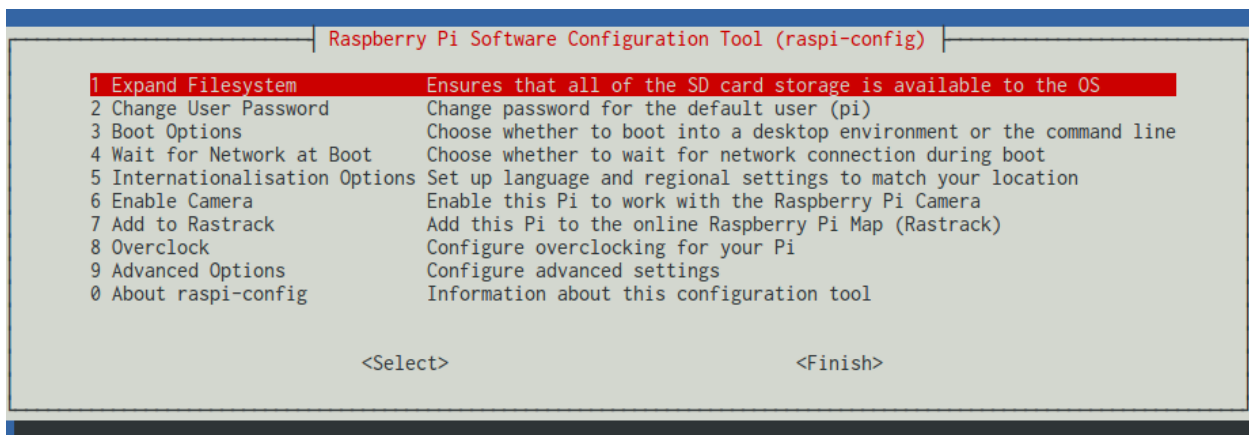 Raspberry Pi Software Configuration Tool (raspi-config)
1 Expand Filesystem Ensures that all of the SD card storage is available to the OS
2 Change User Password Change password for the default user (pi)
3 Boot Options Choose whether to boot into a desktop environment or the command line
4 Wait for Network at Boot Choose whether to wait for network connection during boot
5 Internationalisation Options Set up language and regional settings to match your location
6 Enable Camera Enable this Pi to work with the Raspberry Pi Camera
7 Add to Rastrack Add this Pi to the online Raspberry Pi Map (Rastrack)
8 Overclock Configure overclocking for your Pi
9 Advanced Options Configure advanced settings
0 About raspi-config Information about this configuration tool
<Select> <Finish>